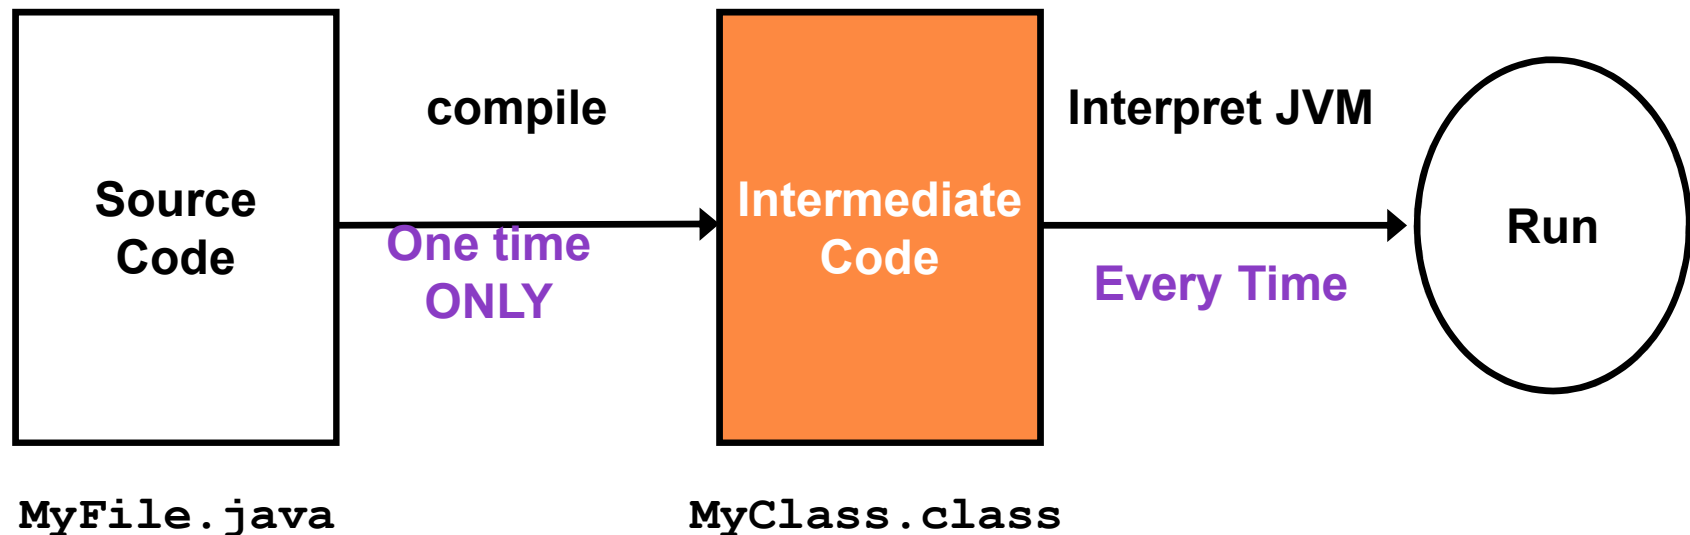 compile
Interpret JVM
Source
Code
One time
ONLY
Intermediate
Code
Every Time
Run
MyFile.java
MyClass.class